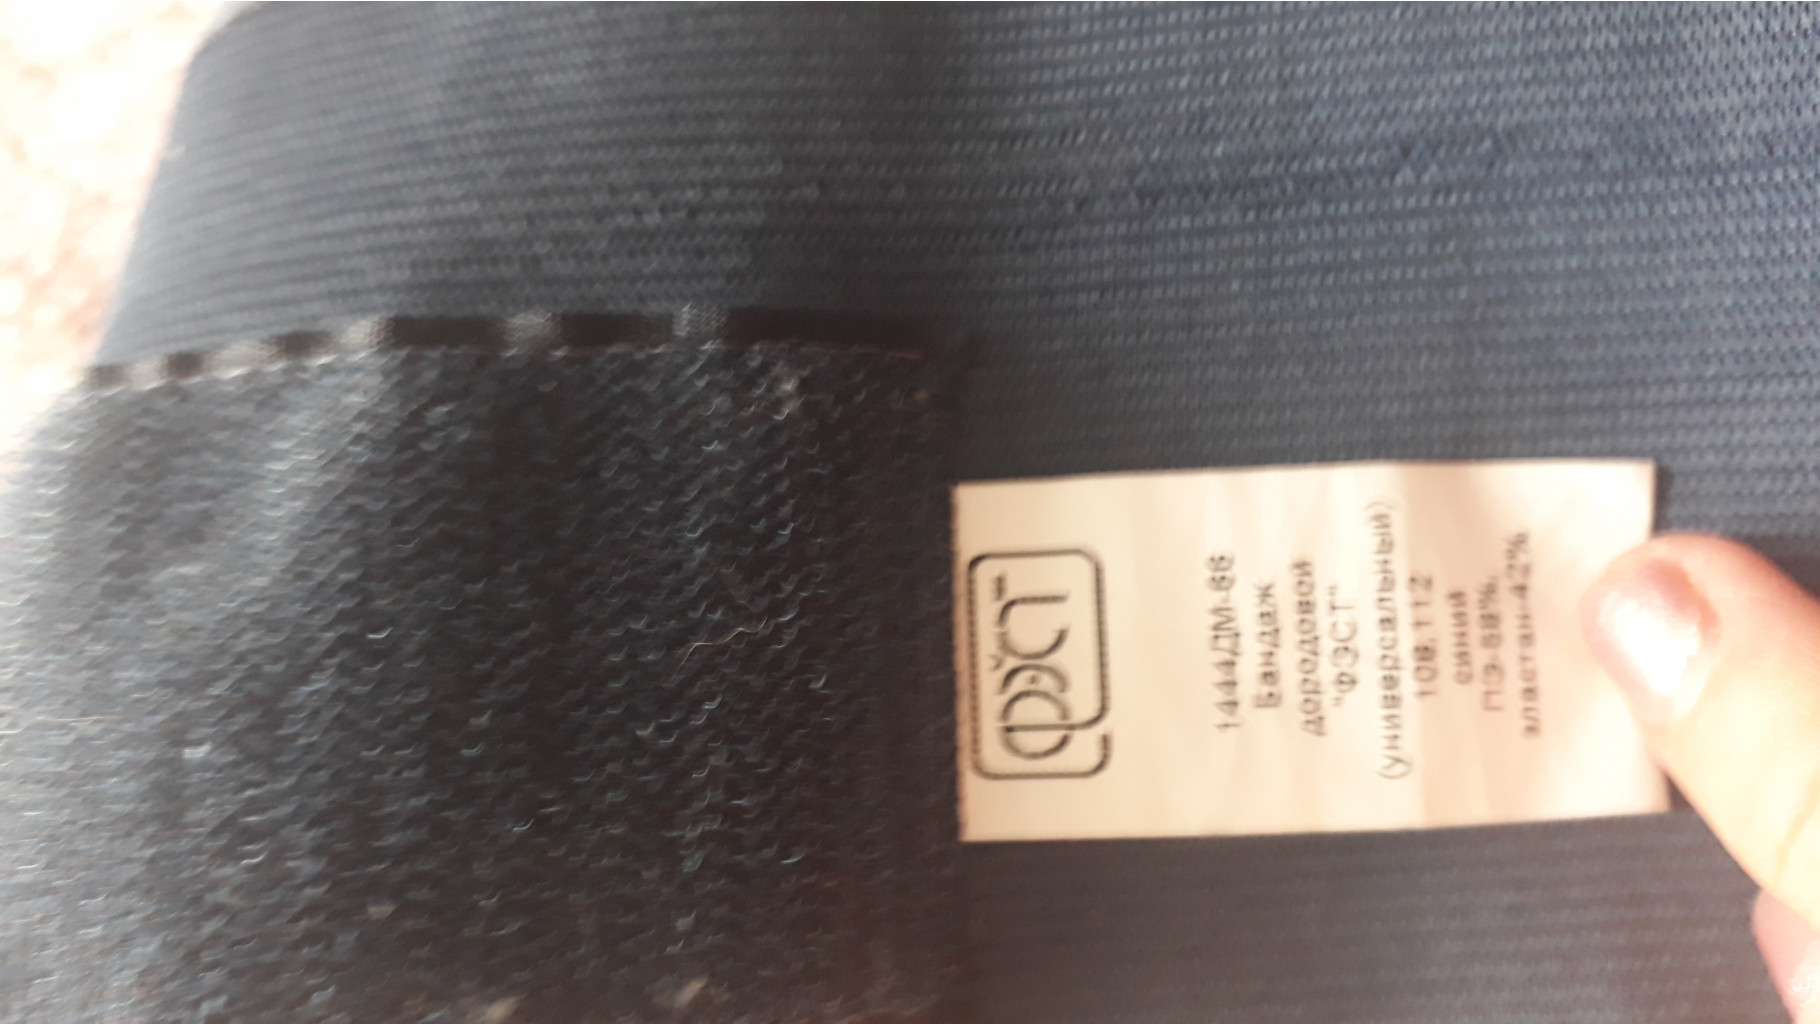 ФЭСТ
1444ДМ-66
Бандаж
дородовой
"ФЭСТ"
(универсальный)
108.112
синий
ПЭ-58%,
эластан-42%